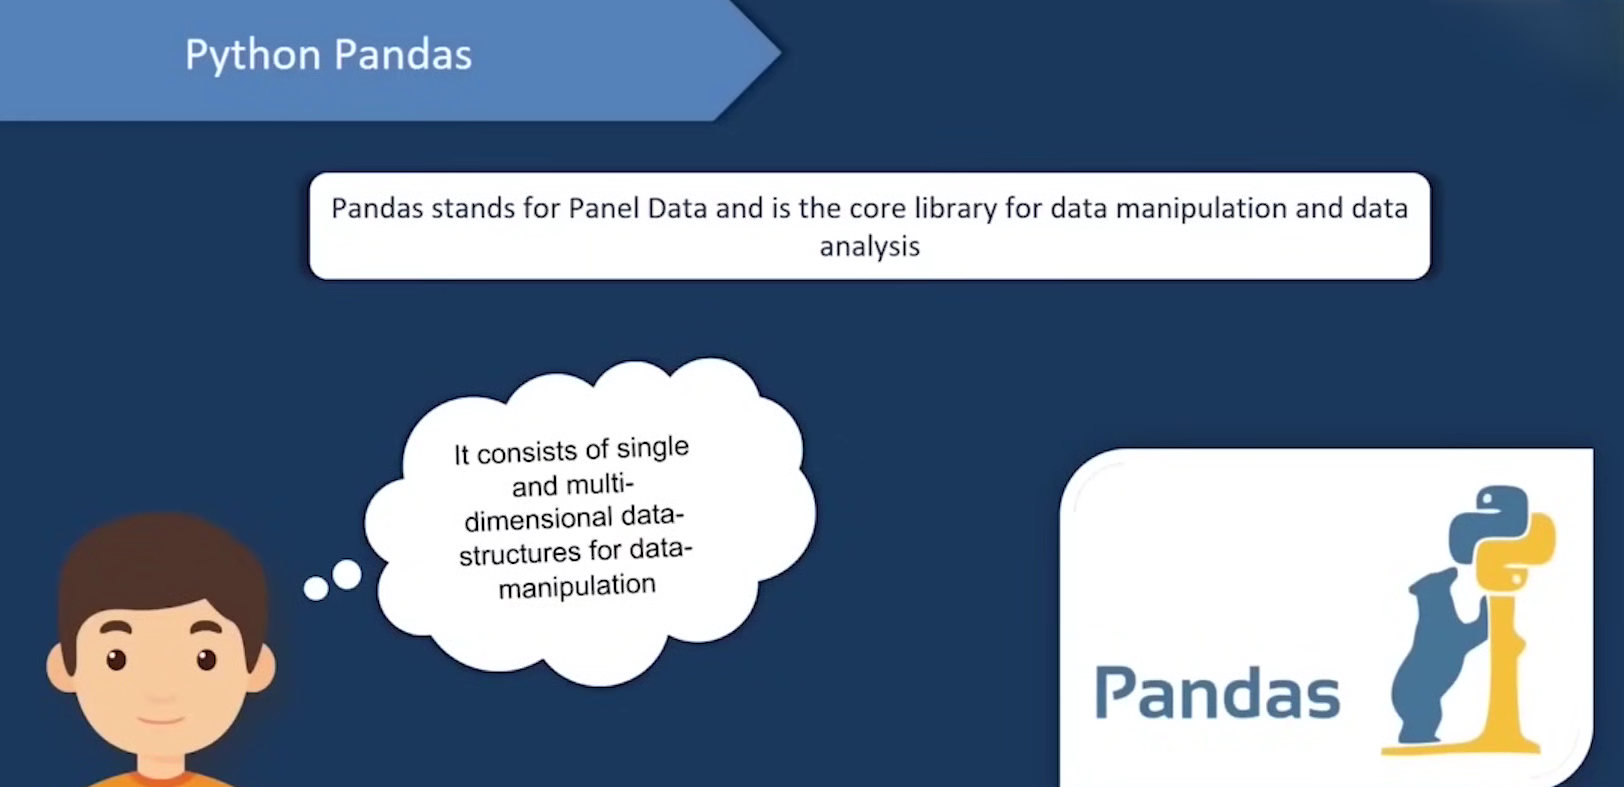 Python Pandas
Pandas stands for Panel Data and is the core library for data manipulation and data
analysis
It consists of single
and multi-
dimensional data-
structures for data-
manipulation
Pandas